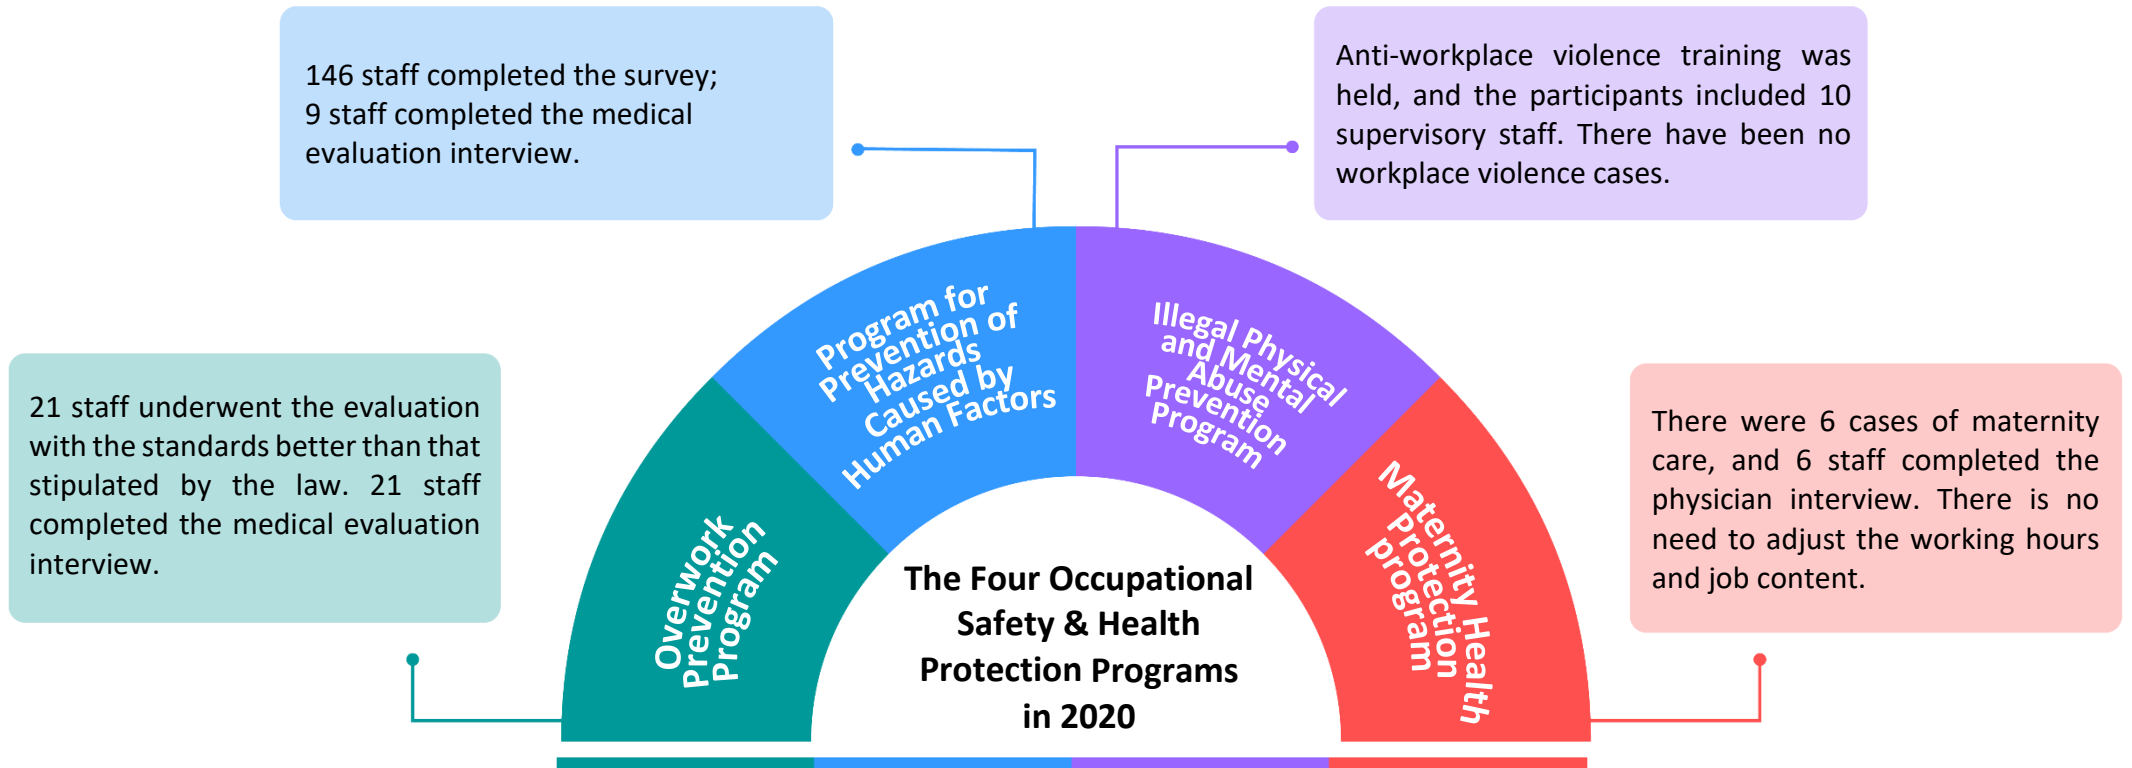 146 staff completed the survey;
9 staff completed the medical
evaluation interview.
Anti-workplace violence training was
held, and the participants included 10
supervisory staff. There have been no
workplace violence cases.
21 staff underwent the evaluation
with the standards better than that
stipulated by the law. 21 staff
completed the medical evaluation
interview.
Overwork
Prevention
Program
Program for
Prevention of
Hazards
Caused by
Human Factors
Illegal Physical
and Mental
Abuse
Prevention
Program
Maternity Health
Protection
program
There were 6 cases of maternity
care, and 6 staff completed the
physician interview. There is no
need to adjust the working hours
and job content.
The Four Occupational
Safety & Health
Protection Programs
in 2020